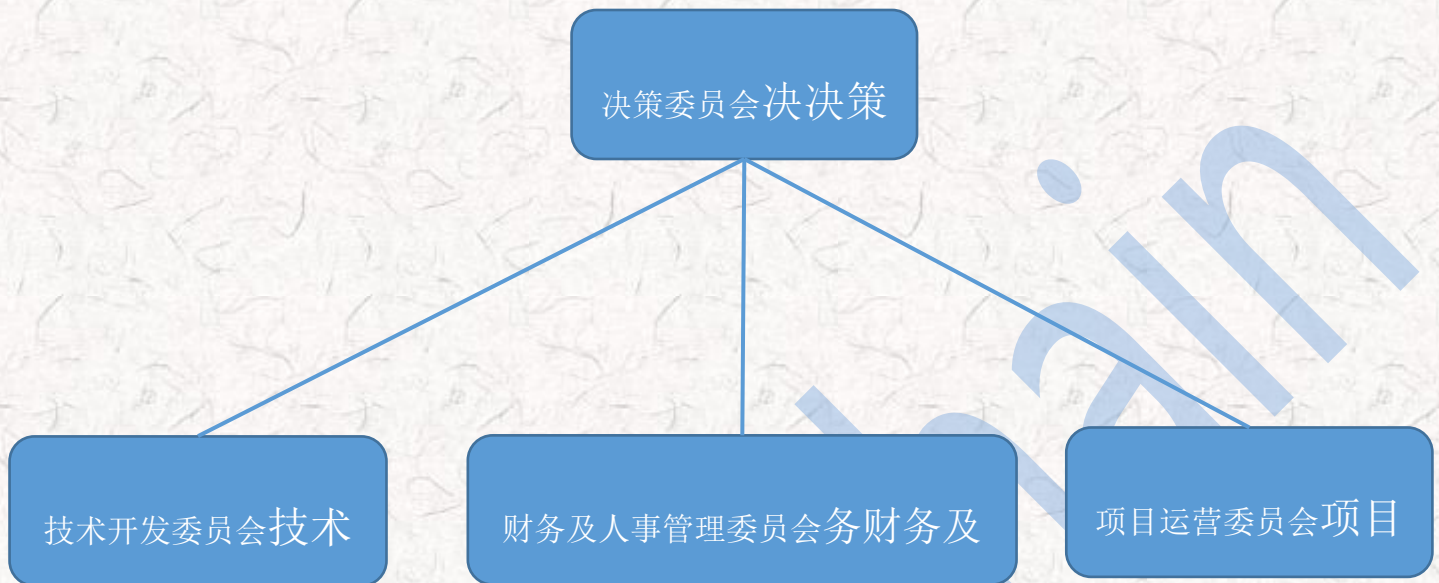 决策委员会决决策
技术开发委员会技术
财务及人事管理委员会务财务及
项目运营委员会项目
ain